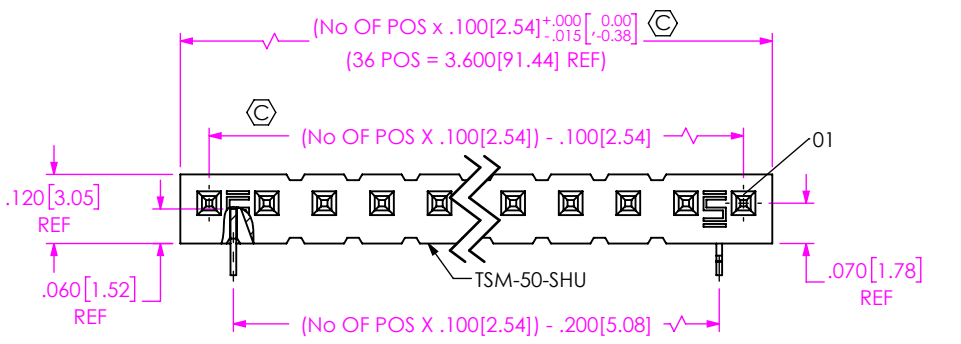 (No OF POS x .100[2.54] +.000 -.015 [ 0.00 '-0.38] C
(36 POS = 3.600[91.44] REF)
C
(No OF POS X .100[2.54]) - .100[2.54]
01
.120[3.05]
REF
.060[1.52]
REF
TSM-50-SHU
.070[1.78]
REF
(No OF POS X .100[2.54]) - .200[5.08]